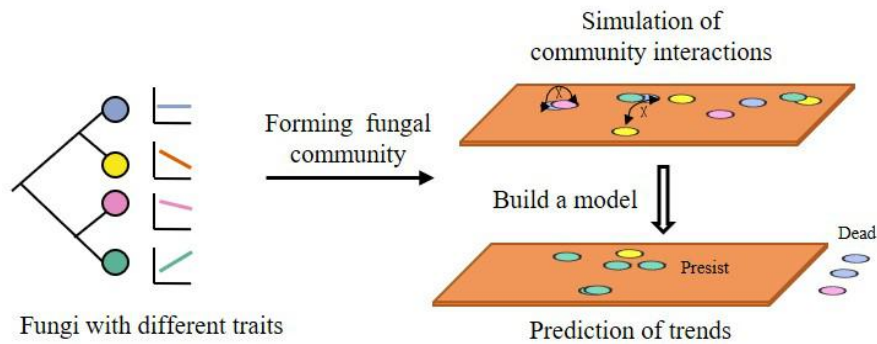 Simulation of
community interactions
Forming fungal
community
X
X
Build a model
Dead
Presist
Fungi with different traits
Prediction of trends